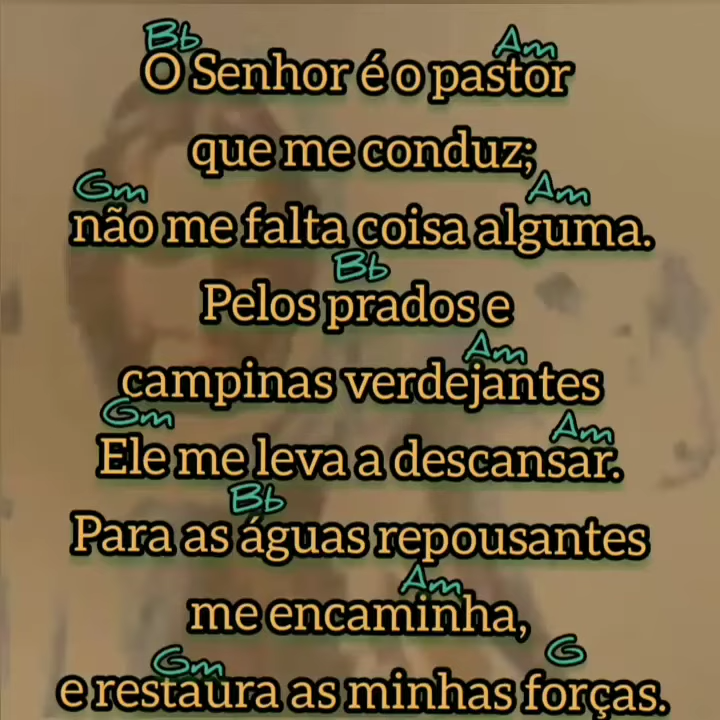 Bb Am
O Senhor é o pastor
que me conduz;
Gm Am
não me falta coisa alguma.
Bb
Pelos prados e
Am
campinas verdejantes
Gm Am
Ele me leva a descansar.
Bb
Para as águas repousantes
Am
me encaminha,
Gm G
e restaura as minhas forças.